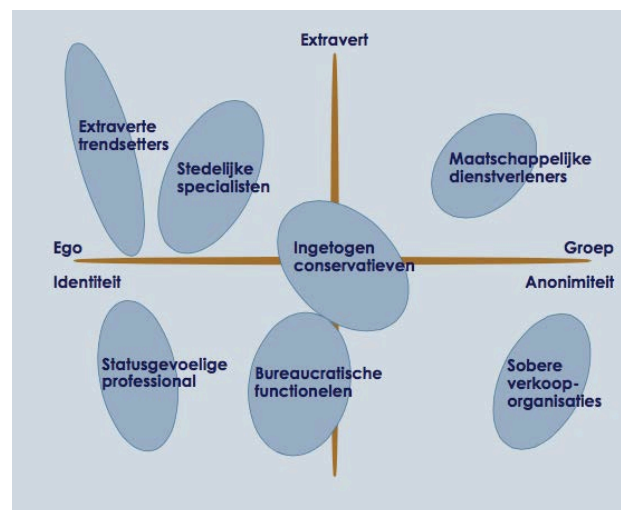 Extravert
Extraverte
trendsetters
Stedelijke
specialisten
Maatschappelijke
dienstverleners
Ego
Ingetogen
conservatieven
Groep
Identiteit
Anonimiteit
Statusgevoelige
professional
Bureaucratische
functionelen
Sobere
verkoop-
organisaties